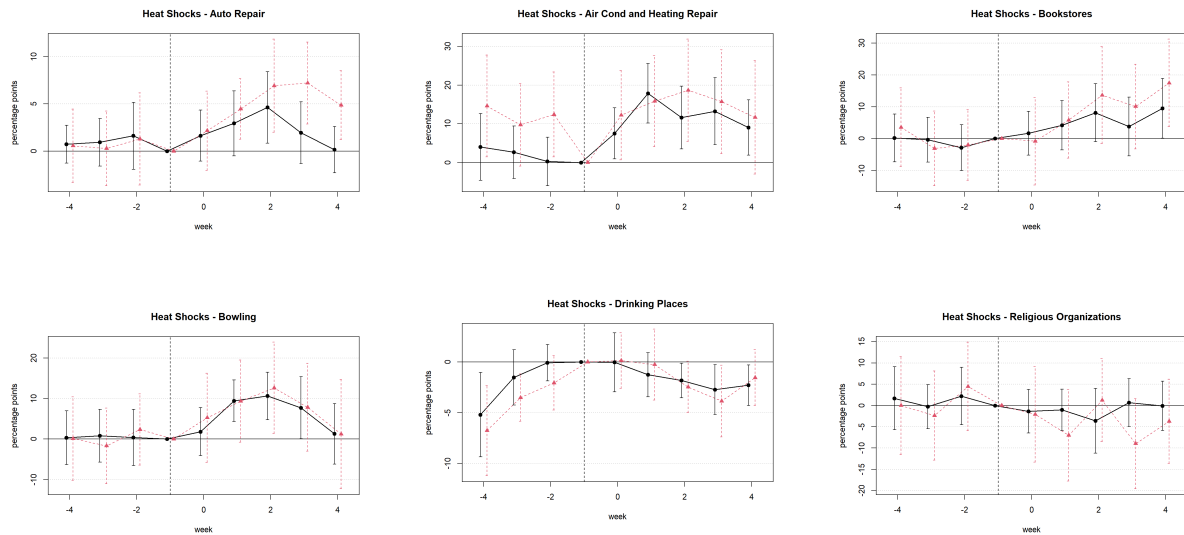 Heat Shocks - Auto Repair
percentage points
10
5
0
-4 -2 0 2 4
week
Heat Shocks - Air Cond and Heating Repair
percentage points
30
20
10
0
-4 -2 0 2 4
week
Heat Shocks - Bookstores
percentage points
30
20
10
0
-10
-4 -2 0 2 4
week
Heat Shocks - Bowling
percentage points
20
10
0
-10
-4 -2 0 2 4
week
Heat Shocks - Drinking Places
percentage points
0
-5
-10
-4 -2 0 2 4
week
Heat Shocks - Religious Organizations
percentage points
15
10
5
0
-5
-10
-15
-20
-4 -2 0 2 4
week